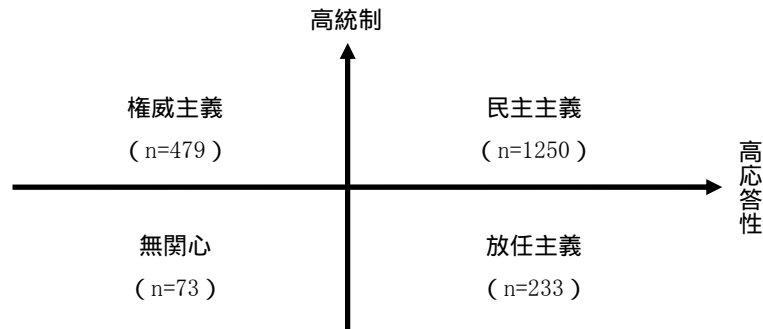 高統制
権威主義
（n=479）
民主主義
（n=1250）
高応答性
無関心
（n=73）
放任主義
（n=233）